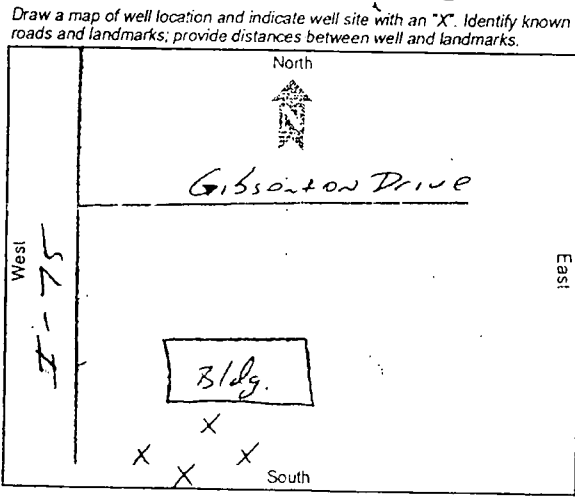 Draw a map of well location and indicate well site with an "X". Identify known
roads and landmarks; provide distances between well and landmarks.
North
N
Gibsonton Drive
West
I-75
East
Bldg.
X
X
X
X
South